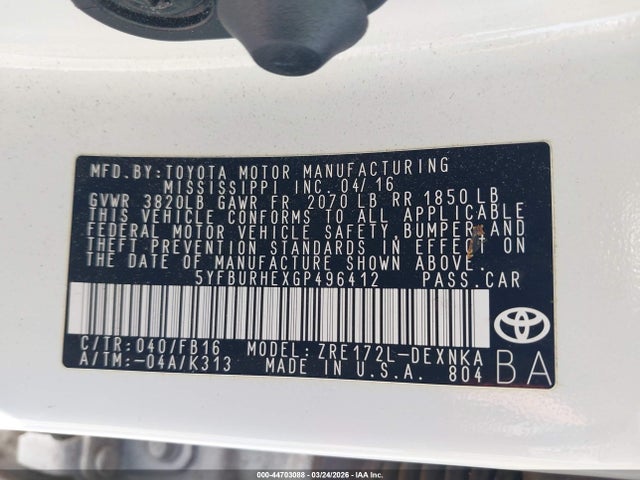 MFD.BY:TOYOTA MOTOR MANUFACTURING
MISSISSIPPI INC. 04/16
GVWR 3820LB GAWR FR 2070 LB RR 1850 LB
THIS VEHICLE CONFORMS TO ALL APPLICABLE
FEDERAL MOTOR VEHICLE SAFETY, BUMPER, AND
THEFT PREVENTION STANDARDS IN EFFECT ON
THE DATE OF MANUFACTURE SHOWN ABOVE.
5YFBURHEXGP496412 PASS.CAR
C/TR: 040/FB16 MODEL: ZRE172L-DEXNKA
A/TM:-04A/K313 MADE IN U.S.A. 804 BA
000-44703088 - 03/24/2026 - IAA Inc.